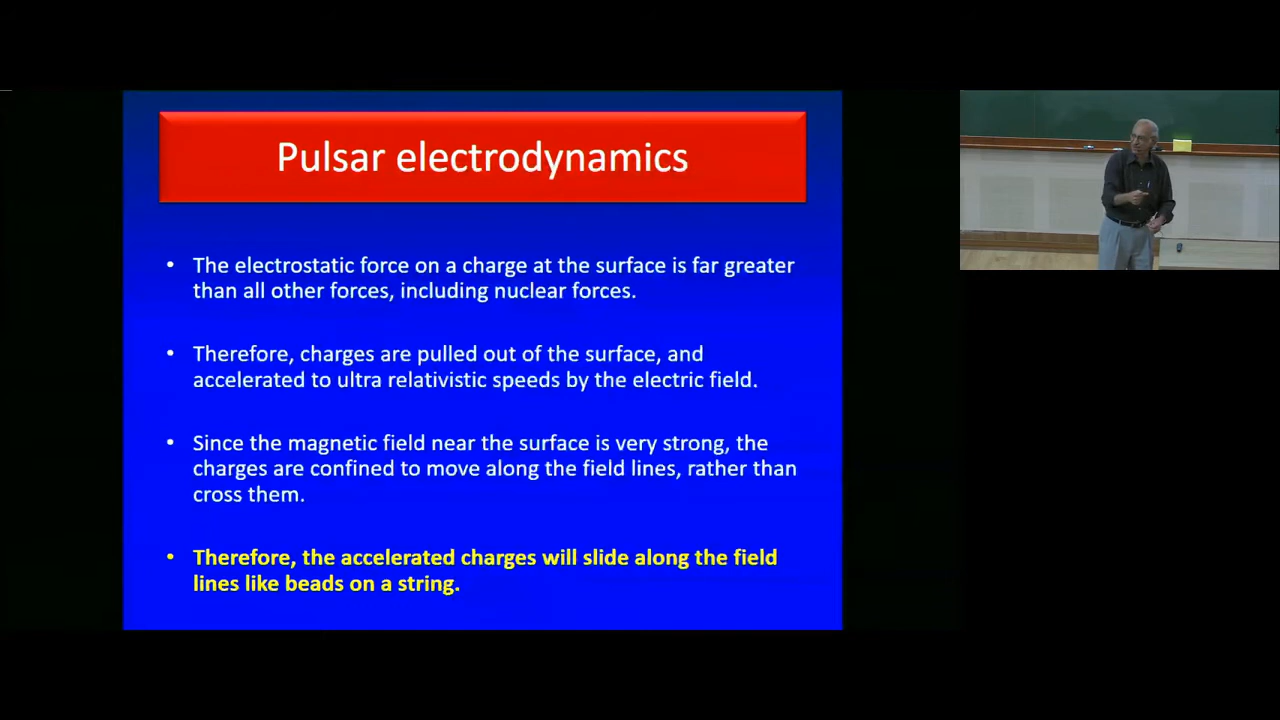 Pulsar electrodynamics
• The electrostatic force on a charge at the surface is far greater
than all other forces, including nuclear forces.
• Therefore, charges are pulled out of the surface, and
accelerated to ultra relativistic speeds by the electric field.
• Since the magnetic field near the surface is very strong, the
charges are confined to move along the field lines, rather than
cross them.
• Therefore, the accelerated charges will slide along the field
lines like beads on a string.